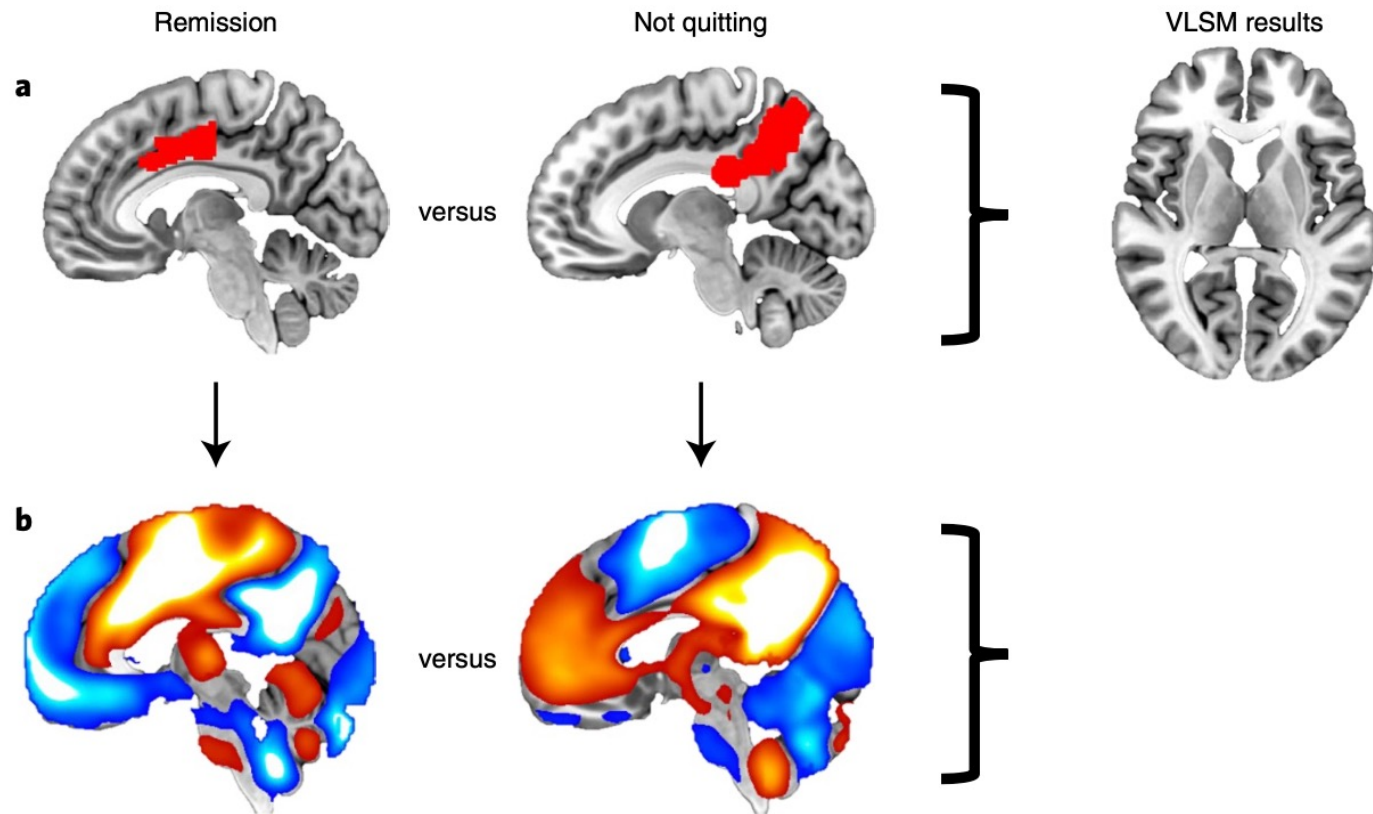 Remission
Not quitting
VLSM results
a
versus
b
versus